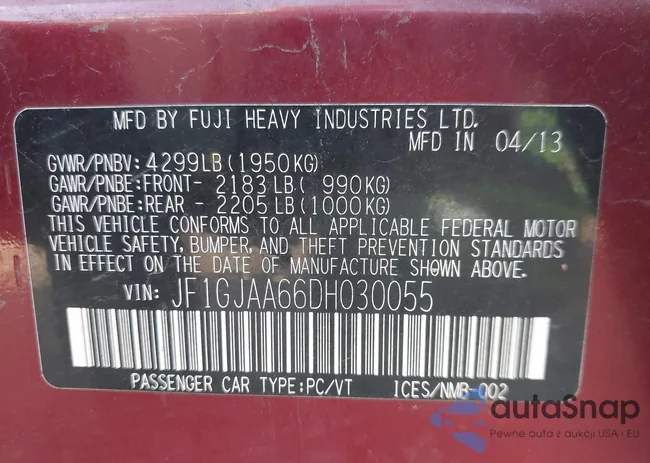 MFD BY FUJI HEAVY INDUSTRIES LTD.
MFD IN 04/13
GVWR/PNBV: 4299LB(1950KG)
GAWR/PNBE:FRONT- 2183LB( 990KG)
GAWR/PNBE:REAR - 2205LB(1000KG)
THIS VEHICLE CONFORMS TO ALL APPLICABLE FEDERAL MOTOR
VEHICLE SAFETY, BUMPER, AND THEFT PREVENTION STANDARDS
IN EFFECT ON THE DATE OF MANUFACTURE SHOWN ABOVE.
VIN: JF1GJAA66DH030055
PASSENGER CAR TYPE:PC/VT ICES/NMB-002
autaSnap
Pewne auta z aukcji USA i EU